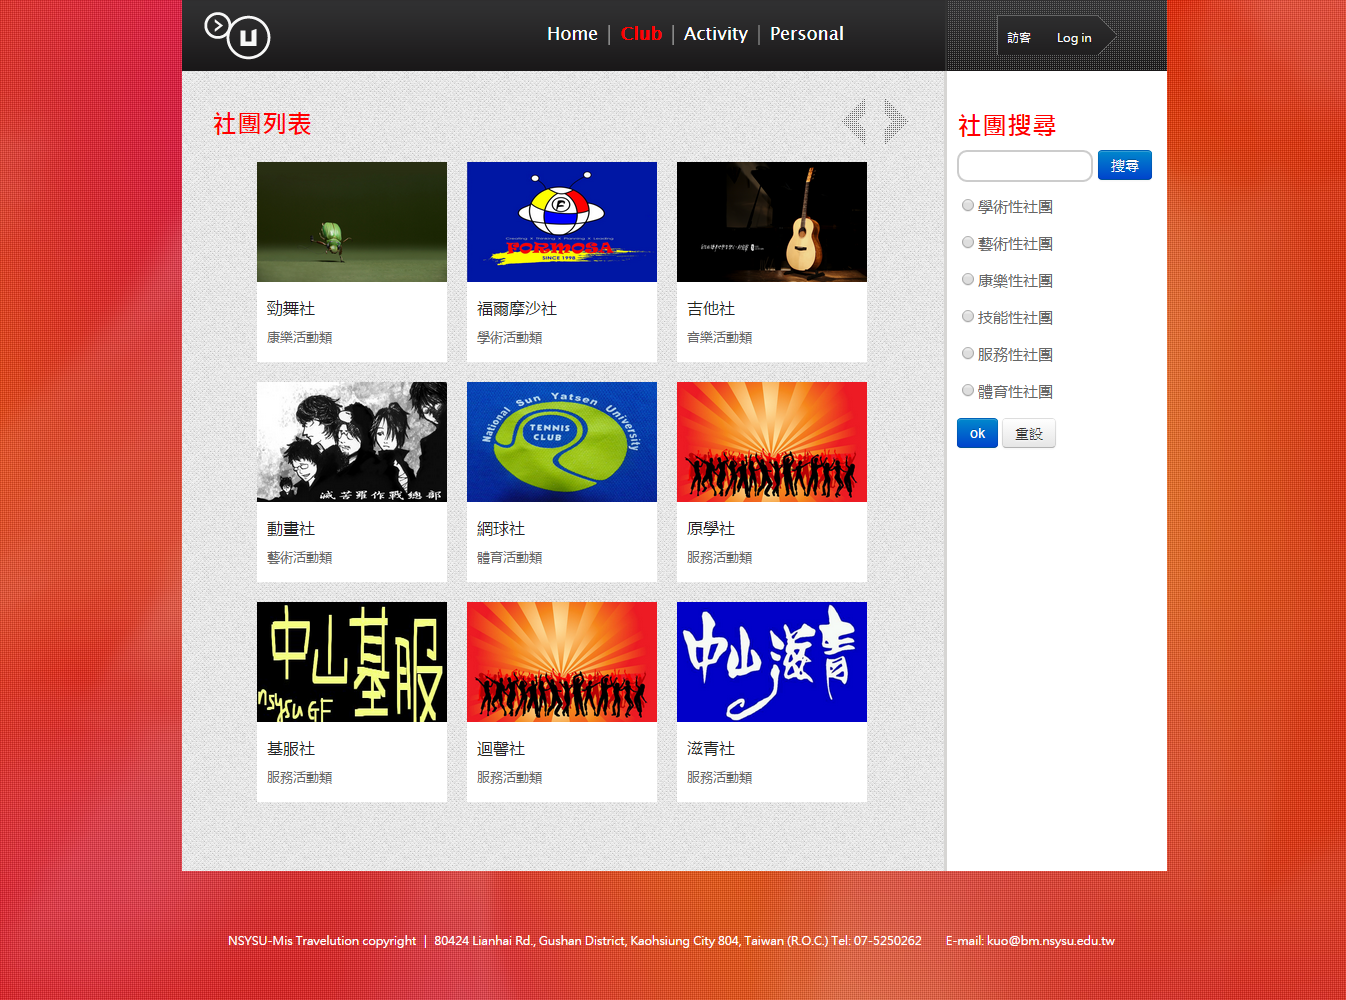 Home | Club | Activity | Personal
訪客 Log in
社團列表
Creating X Thinking X Planning X Leading
FORMOSA
SINCE 1998
勁舞社
康樂活動類
福爾摩沙社
學術活動類
吉他社
音樂活動類
滅苦羅作戰總部
National Sun Yatsen University
TENNIS
CLUB
動畫社
藝術活動類
網球社
體育活動類
原學社
服務活動類
中山基服
nsysu GF
中山滋青
基服社
服務活動類
迴馨社
服務活動類
滋青社
服務活動類
社團搜尋
搜尋
學術性社團
藝術性社團
康樂性社團
技能性社團
服務性社團
體育性社團
ok 重設
NSYSU-Mis Travelution copyright | 80424 Lianhai Rd., Gushan District, Kaohsiung City 804, Taiwan (R.O.C.) Tel: 07-5250262 E-mail: kuo@bm.nsysu.edu.tw